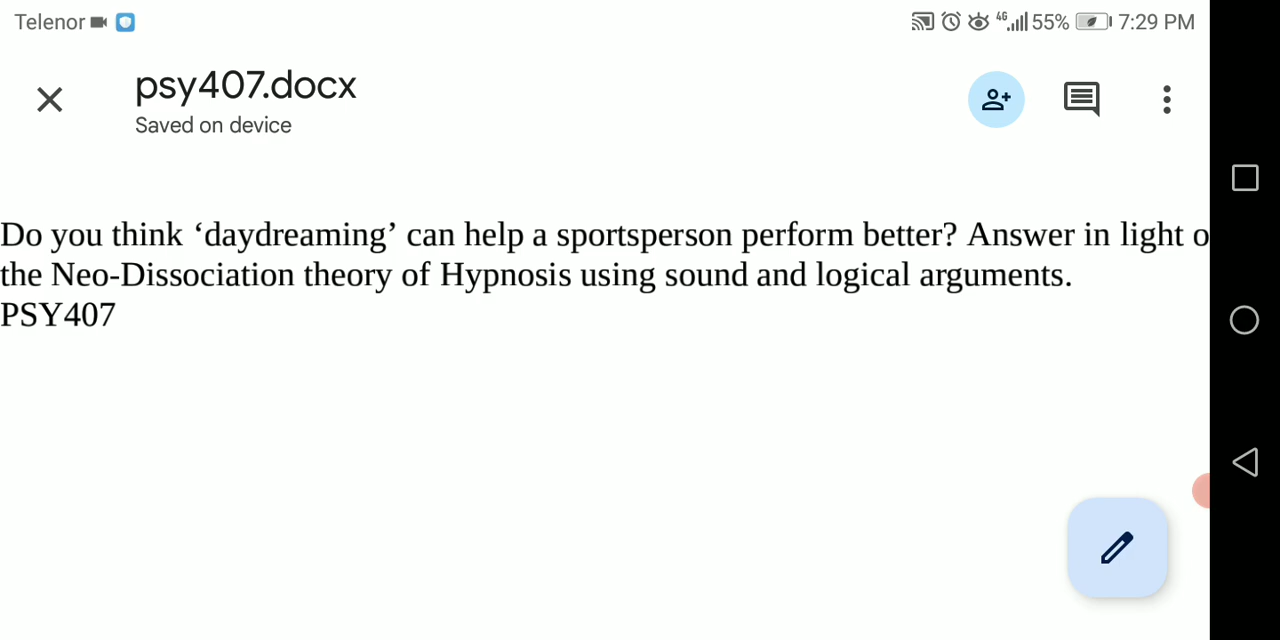 Telenor 4G 55% 7:29 PM
psy407.docx
Saved on device
Do you think ‘daydreaming’ can help a sportsperson perform better? Answer in light o
the Neo-Dissociation theory of Hypnosis using sound and logical arguments.
PSY407